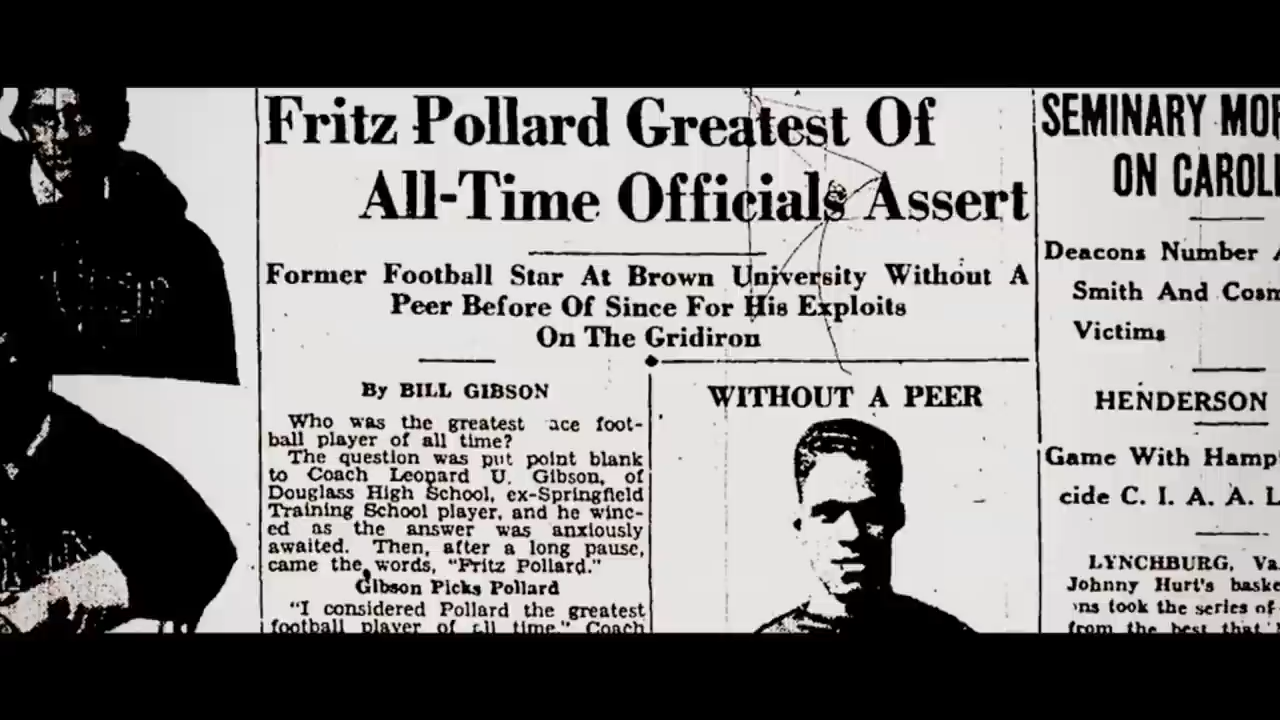 Fritz Pollard Greatest Of
All-Time Officials Assert
Former Football Star At Brown University Without A
Peer Before Of Since For His Exploits
On The Gridiron
By BILL GIBSON
Who was the greatest ace foot-
ball player of all time?
The question was put point blank
to Coach Leonard U. Gibson, of
Douglass High School, ex-Springfield
Training School player, and he winc-
ed as the answer was anxiously
awaited. Then, after a long pause,
came the words, "Fritz Pollard."
Gibson Picks Pollard
"I considered Pollard the greatest
football player of all time," Coach
WITHOUT A PEER
SEMINARY MO
ON CAROL
Deacons Number
Smith And Cosm
Victims
HENDERSON
Game With Hamp
cide C. I. A. A. L
LYNCHBURG, Va.
Johnny Hurt's baske
ns took the series of
from the best that